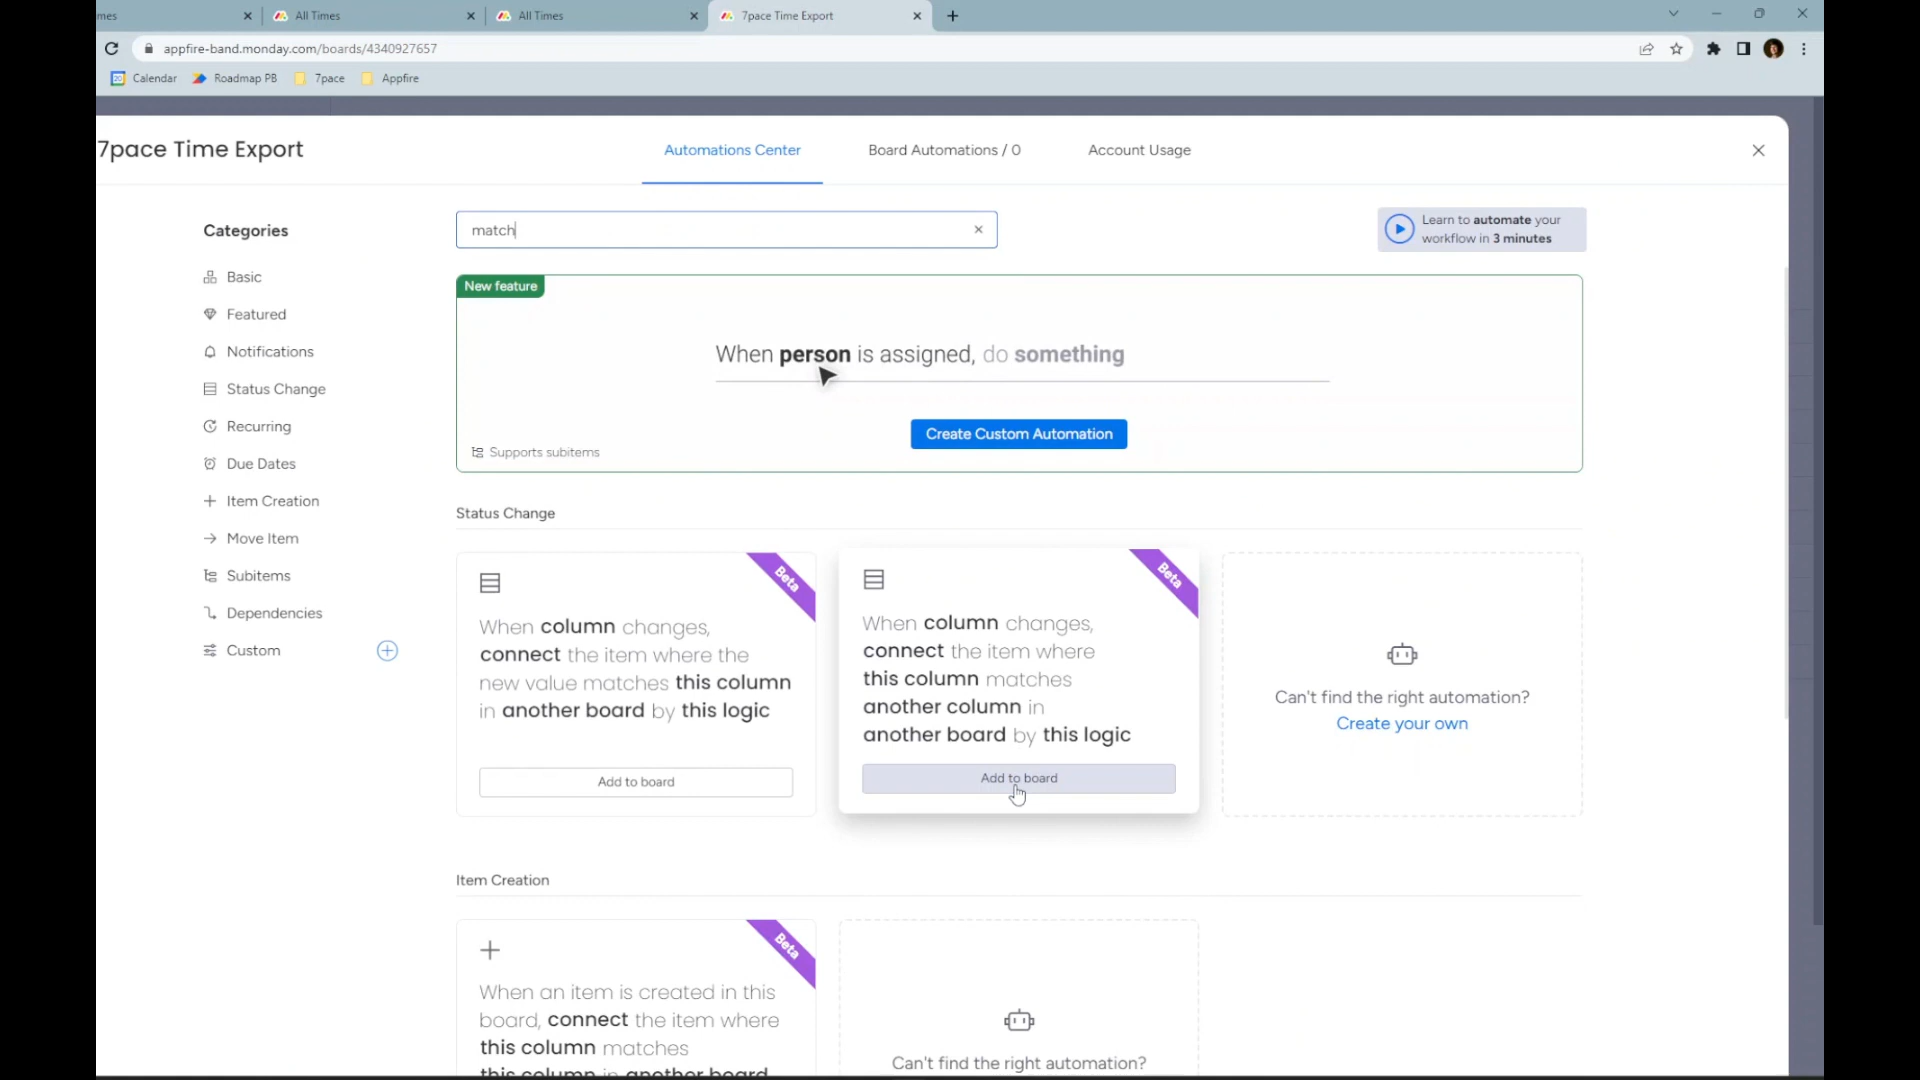 mes
All Times
All Times
7pace Time Export
appfire-band.monday.com/boards/4340927657
20 Calendar
Roadmap PB
7pace
Appfire
7pace Time Export
Automations Center
Board Automations / 0
Account Usage
Categories
Basic
Featured
Notifications
Status Change
Recurring
Due Dates
Item Creation
Move Item
Subitems
Dependencies
Custom
match
Learn to automate your
workflow in 3 minutes
New feature
When person is assigned, do something
Create Custom Automation
Supports subitems
Status Change
Beta
When column changes,
connect the item where the
new value matches this column
in another board by this logic
Add to board
Beta
When column changes,
connect the item where
this column matches
another column in
another board by this logic
Add to board
Can't find the right automation?
Create your own
Item Creation
Beta
When an item is created in this
board, connect the item where
this column matches
this column in another board
Can't find the right automation?